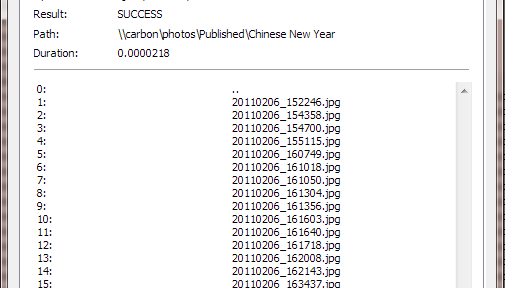 Result: SUCCESS
Path: \\carbon\photos\Published\Chinese New Year
Duration: 0.0000218
0: ..
1: 20110206_152246.jpg
2: 20110206_154358.jpg
3: 20110206_154700.jpg
4: 20110206_155115.jpg
5: 20110206_160749.jpg
6: 20110206_161018.jpg
7: 20110206_161050.jpg
8: 20110206_161304.jpg
9: 20110206_161356.jpg
10: 20110206_161603.jpg
11: 20110206_161640.jpg
12: 20110206_161718.jpg
13: 20110206_162008.jpg
14: 20110206_162143.jpg
15: 20110206_163437.jpg